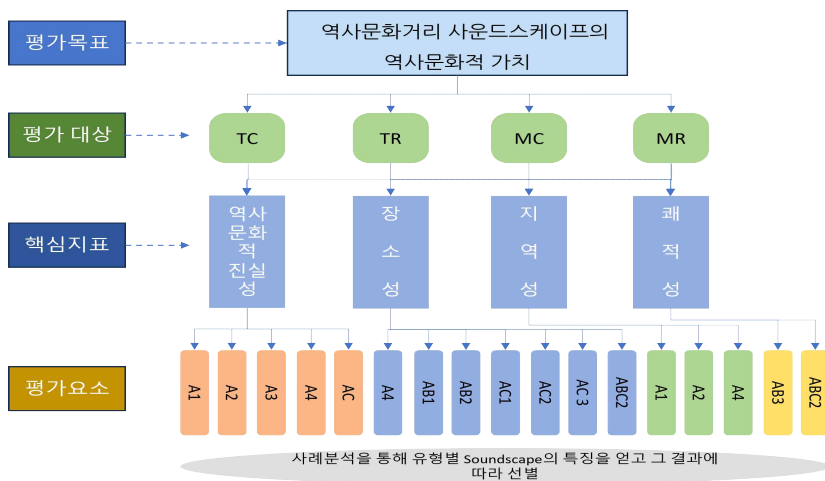 평가목표
역사문화거리 사운드스케이프의
역사문화적 가치
평가 대상
TC
TR
MC
MR
핵심지표
역사
문화
적
진실
성
장
소
성
지
역
성
쾌
적
성
평가요소
A1
A2
A3
A4
AC
A4
AB1
AB2
AC1
AC2
AC 3
ABC2
A1
A2
A4
AB3
ABC2
사례분석을 통해 유형별 Soundscape의 특징을 얻고 그 결과에
따라 선별